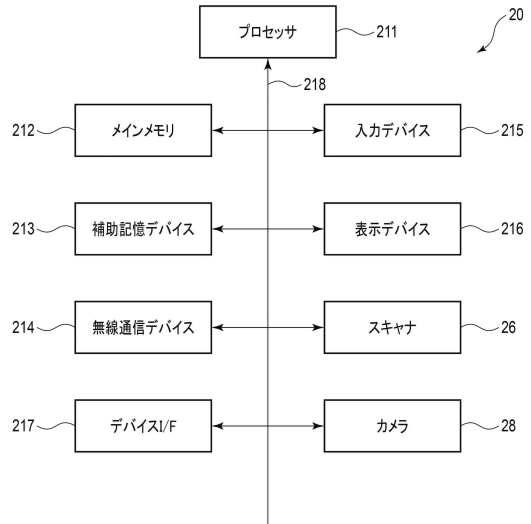 20
プロセッサ
211
218
212
メインメモリ
入力デバイス
215
213
補助記憶デバイス
表示デバイス
216
214
無線通信デバイス
スキャナ
26
217
デバイスI/F
カメラ
28